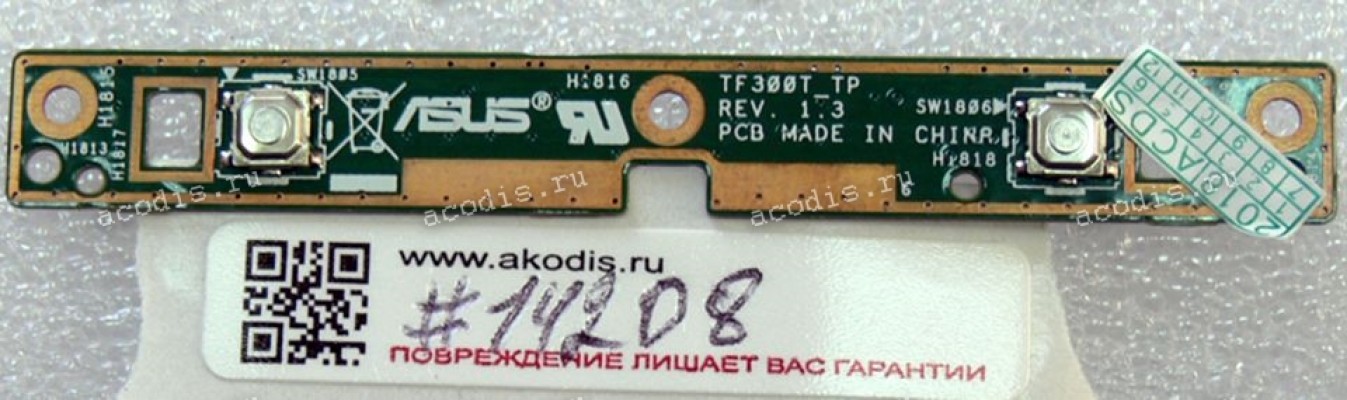 H1815
H1817
H1813
SW1805
ASUS®
H1816
TF300T_TP
REV. 1.3
PCB MADE IN CHINA
SW1806
H1818
ACDS
acodis.ru
acodis.ru
acodis.ru
acodis.ru
www.akodis.ru
#14208
ПОВРЕЖДЕНИЕ ЛИШАЕТ ВАС ГАРАНТИИ